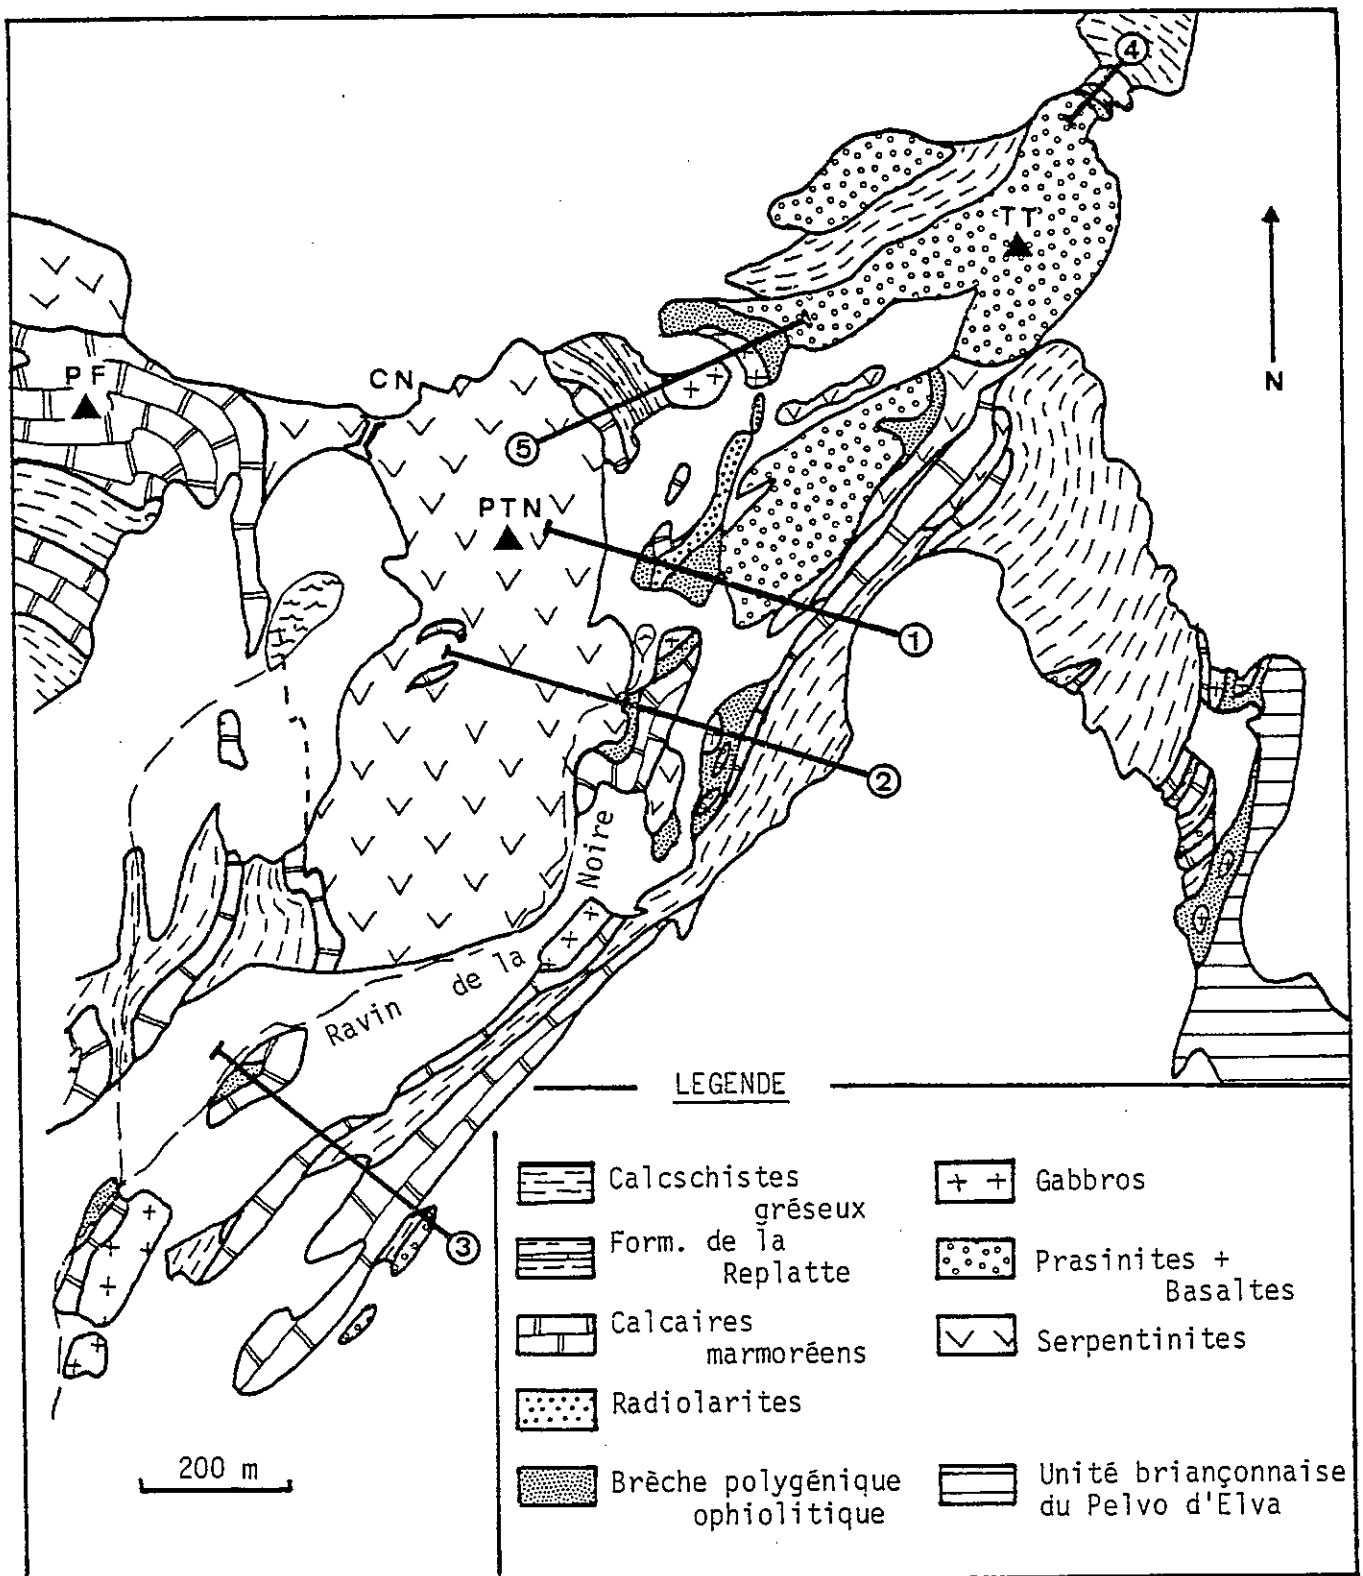 ④
TT
N
PF
CN
⑤
PTN
①
②
Ravin de la Noire
③
LEGENDE
Calcschistes
gréseux
Form. de la
Replatte
Calcaires
marmoréens
Radiolarites
Brèche polygénique
ophiolitique
Gabbros
Prasinites +
Basaltes
Serpentinites
Unité briançonnaise
du Pelvo d'Elva
200 m